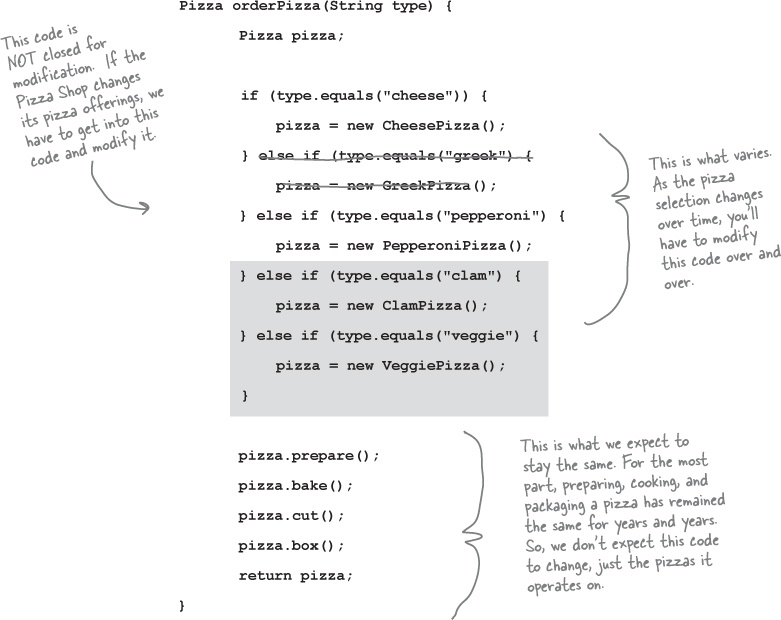 Pizza orderPizza(String type) {
Pizza pizza;
This code is
NOT closed for
modification. If the
Pizza Shop changes
its pizza offerings, we
have to get into this
code and modify it.
if (type.equals("cheese")) {
pizza = new CheesePizza();
} else if (type.equals("greek") {
pizza = new GreekPizza();
} else if (type.equals("pepperoni") {
pizza = new PepperoniPizza();
} else if (type.equals("clam") {
pizza = new ClamPizza();
} else if (type.equals("veggie") {
pizza = new VeggiePizza();
}
This is what varies.
As the pizza
selection changes
over time, you'll
have to modify
this code over and
over.
pizza.prepare();
pizza.bake();
pizza.cut();
pizza.box();
return pizza;
}
This is what we expect to
stay the same. For the most
part, preparing, cooking, and
packaging a pizza has remained
the same for years and years.
So, we don't expect this code
to change, just the pizzas it
operates on.